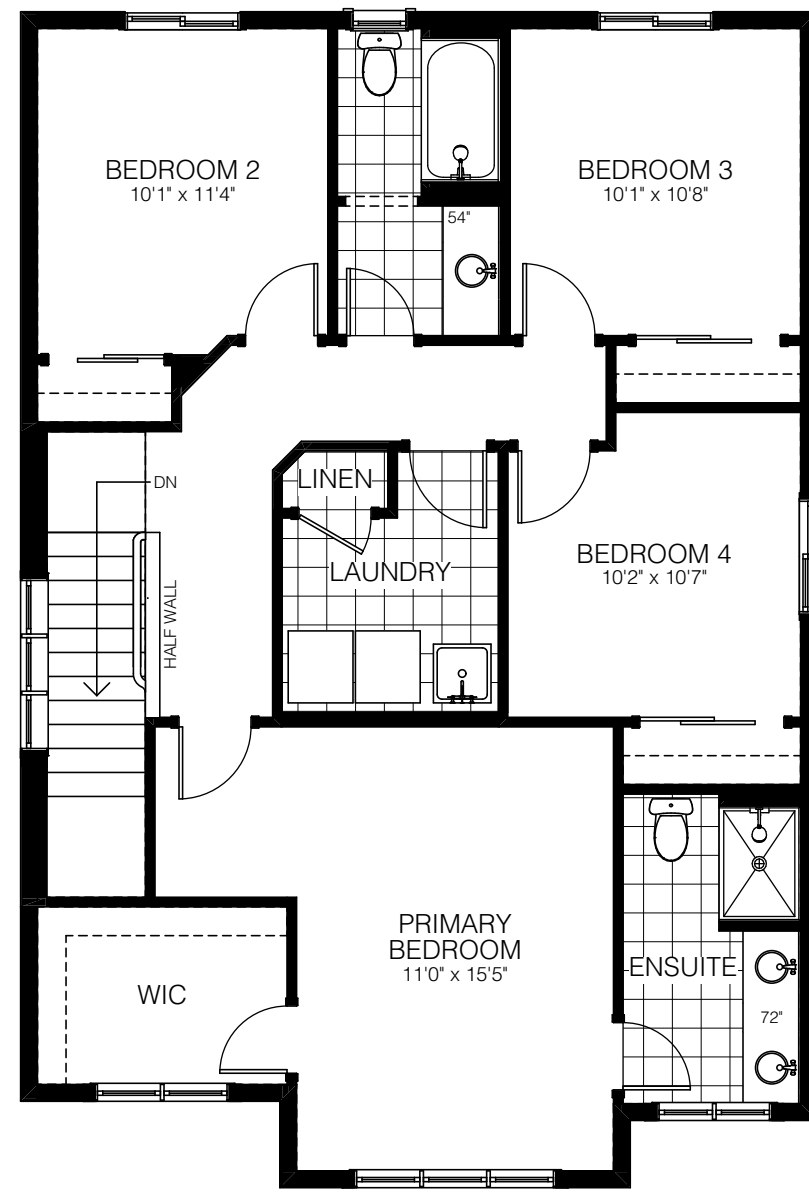 BEDROOM 2
10'1" x 11'4"
BEDROOM 3
10'1" x 10'8"
54"
LINEN
DN
LAUNDRY
BEDROOM 4
10'2" x 10'7"
HALF WALL
PRIMARY
BEDROOM
11'0" x 15'5"
ENSUITE
WIC
72"